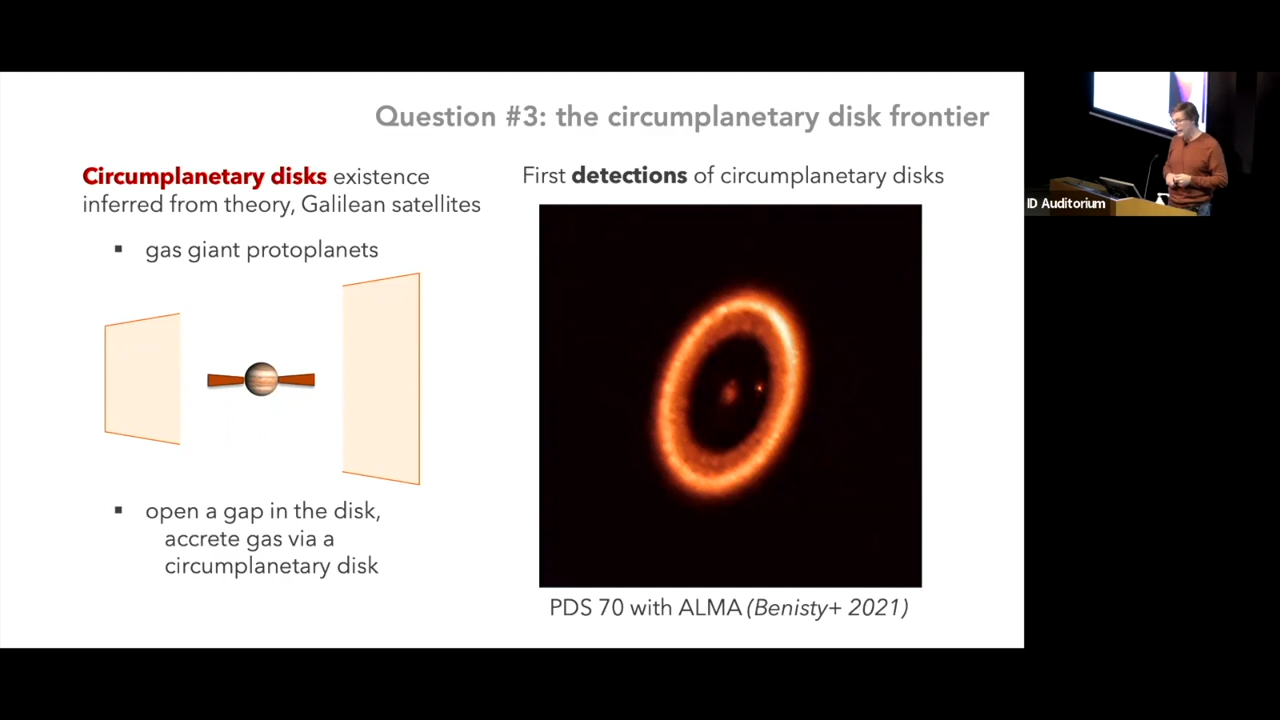 Question #3: the circumplanetary disk frontier
Circumplanetary disks existence
inferred from theory, Galilean satellites
▪ gas giant protoplanets
▪ open a gap in the disk,
accrete gas via a
circumplanetary disk
First detections of circumplanetary disks
PDS 70 with ALMA (Benisty+ 2021)
ID Auditorium